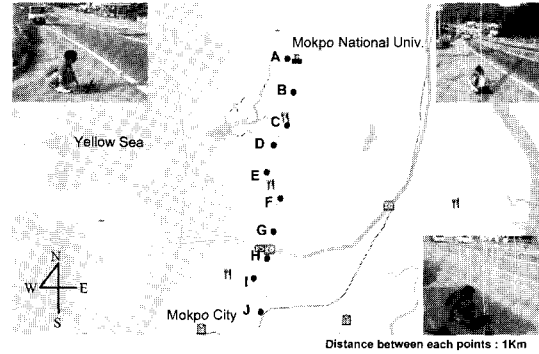 Mokpo National Univ.
A
B
C
Yellow Sea
D
E
F
G
H
N
W E
S
I
J
Mokpo City
Distance between each points : 1Km